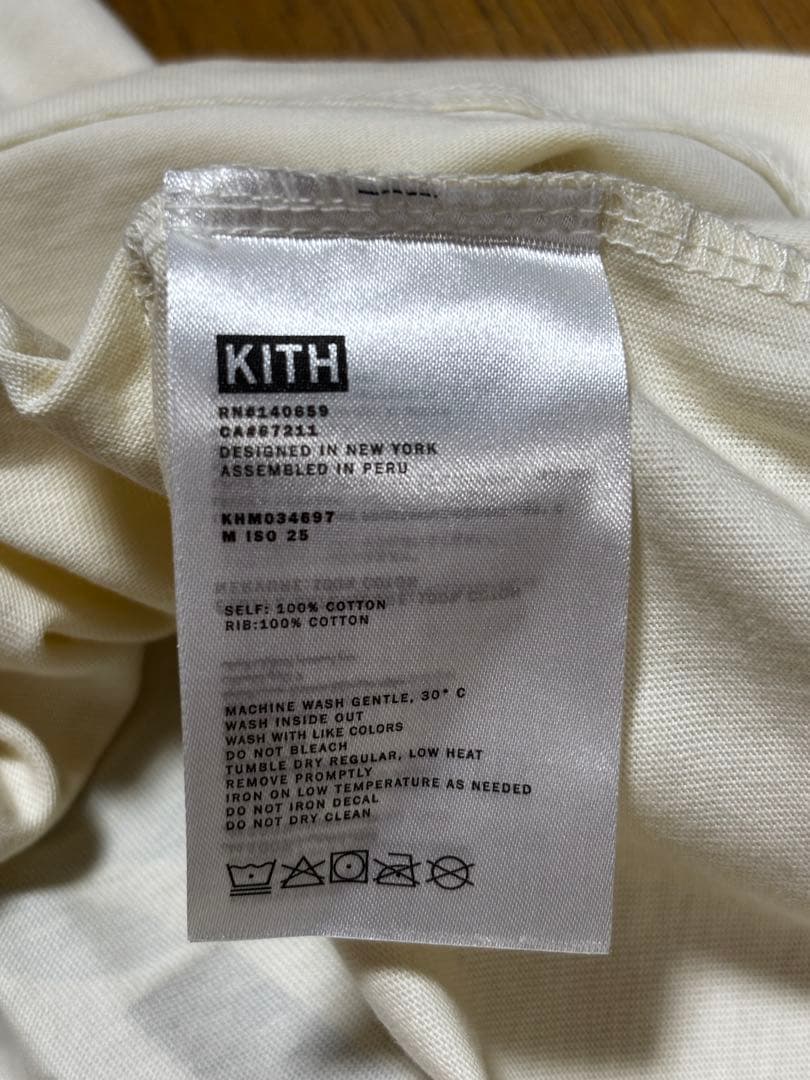 KITH
RN#140659
CA#67211
DESIGNED IN NEW YORK
ASSEMBLED IN PERU
KHM034697
M ISO 25
SELF: 100% COTTON
RIB:100% COTTON
MACHINE WASH GENTLE, 30° C
WASH INSIDE OUT
WASH WITH LIKE COLORS
DO NOT BLEACH
TUMBLE DRY REGULAR, LOW HEAT
REMOVE PROMPTLY
IRON ON LOW TEMPERATURE AS NEEDED
DO NOT IRON DECAL
DO NOT DRY CLEAN